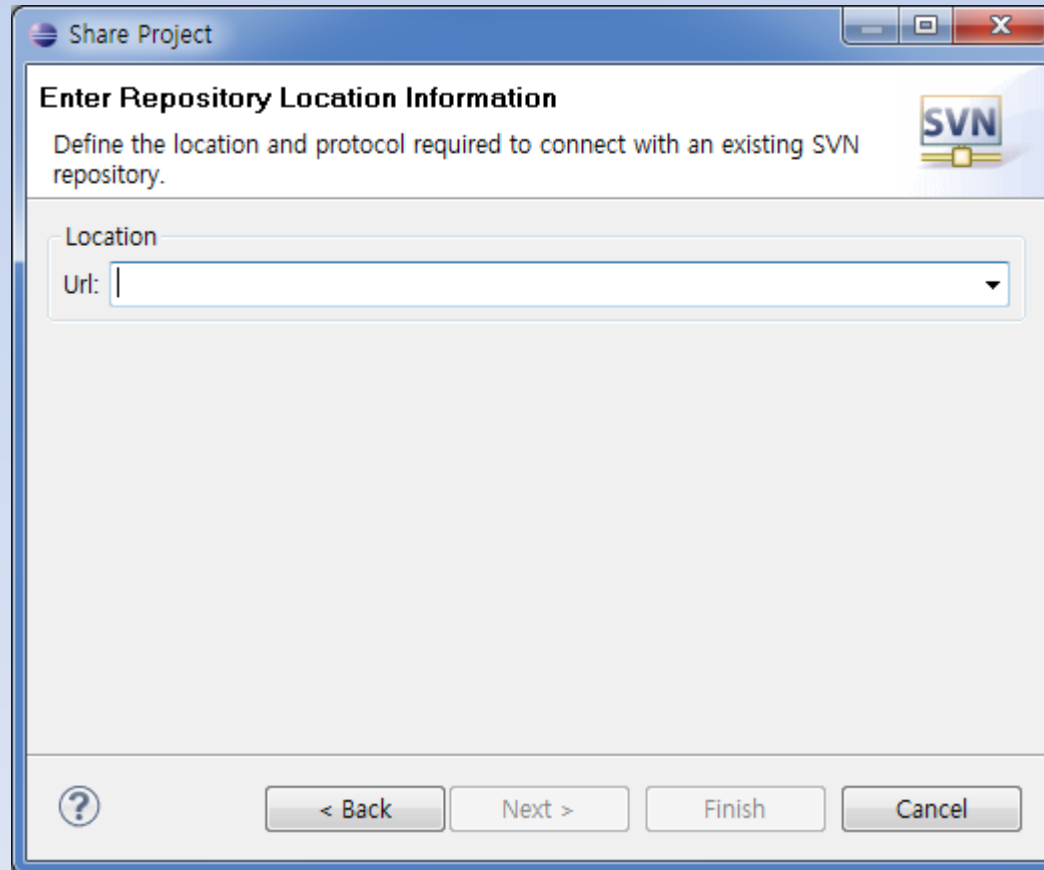 Share Project
Enter Repository Location Information
Define the location and protocol required to connect with an existing SVN
repository.
SVN
Location
Url:
< Back
Next >
Finish
Cancel